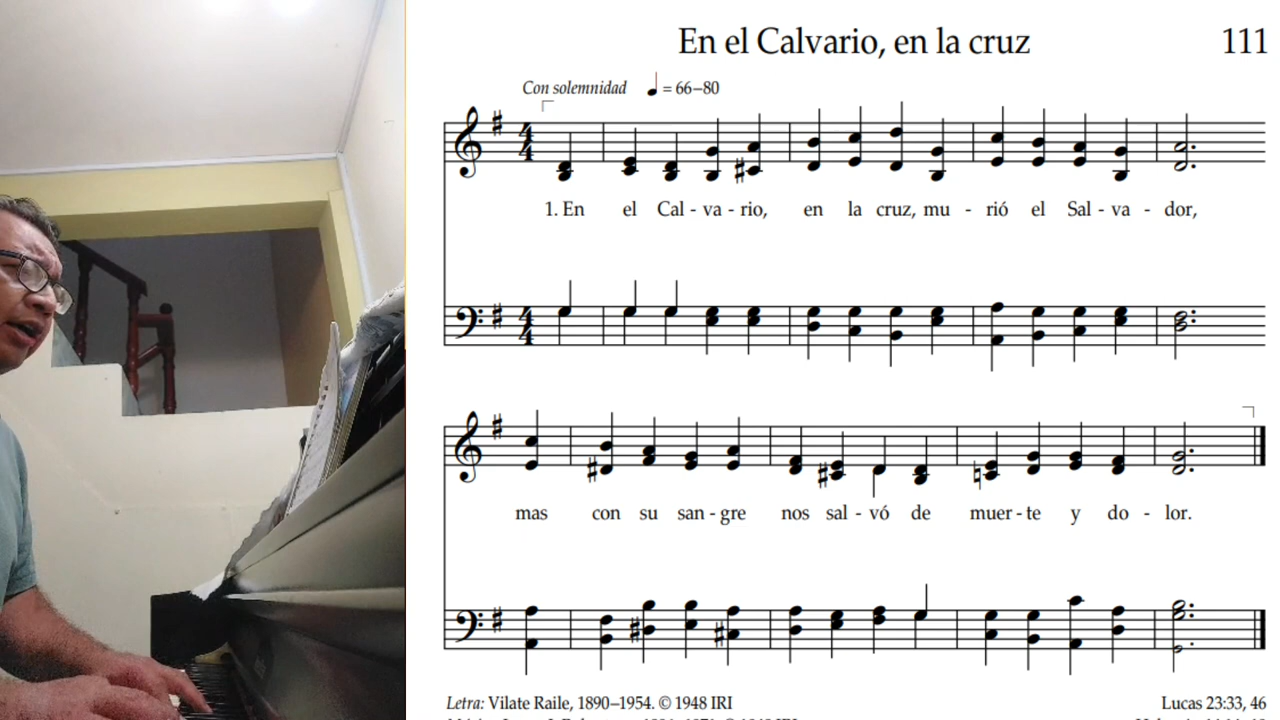 En el Calvario, en la cruz 111
Con solemnidad ♩ = 66–80
1. En el Cal - va - rio, en la cruz, mu - rió el Sal - va - dor,
mas con su san - gre nos sal - vó de muer - te y do - lor.
Letra: Vilate Raile, 1890–1954. © 1948 IRI Lucas 23:33, 46